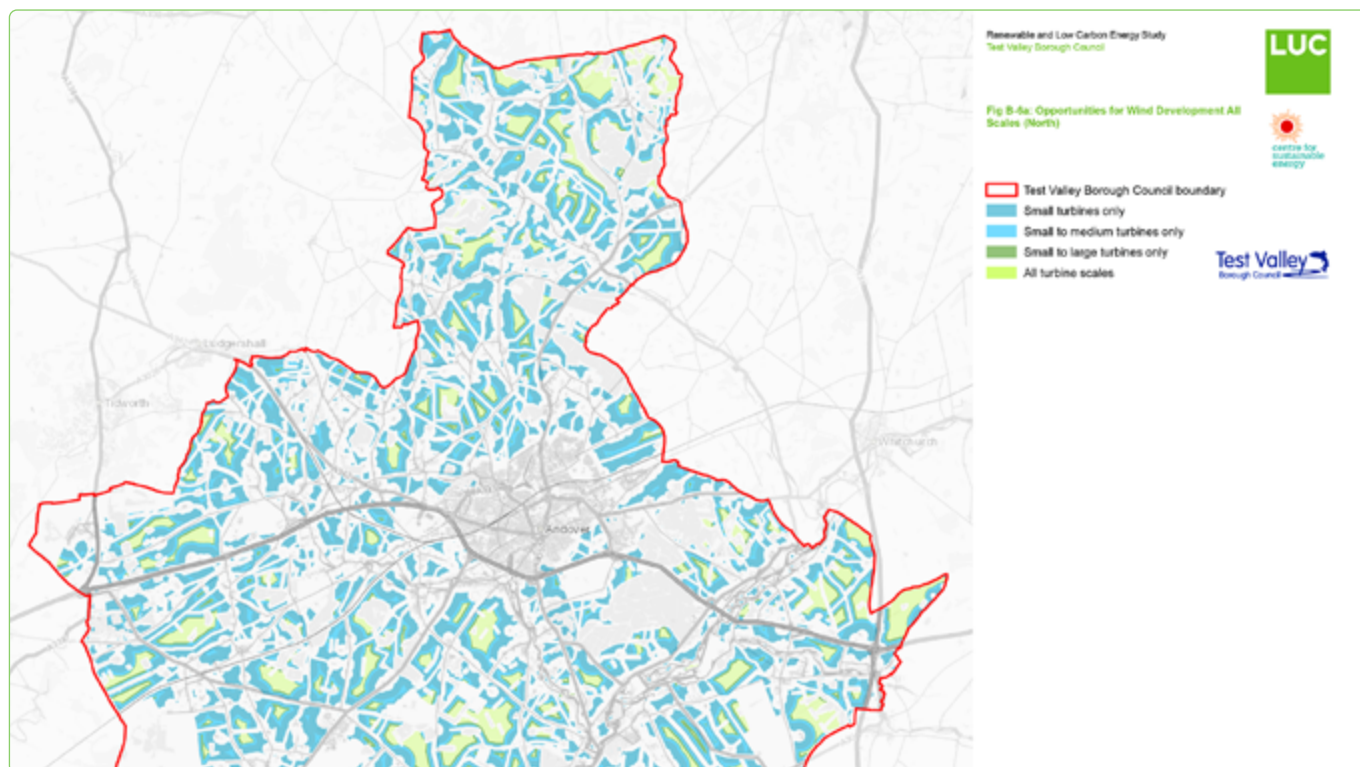 Renewable and Low Carbon Energy Study
Test Valley Borough Council
LUC
Fig B-6a: Opportunities for Wind Development All
Scales (North)
centre for
sustainable
energy
Test Valley Borough Council boundary
Small turbines only
Small to medium turbines only
Small to large turbines only
All turbine scales
Test Valley
Borough Council
Ludgershall
Tidworth
Whitchurch
Andover